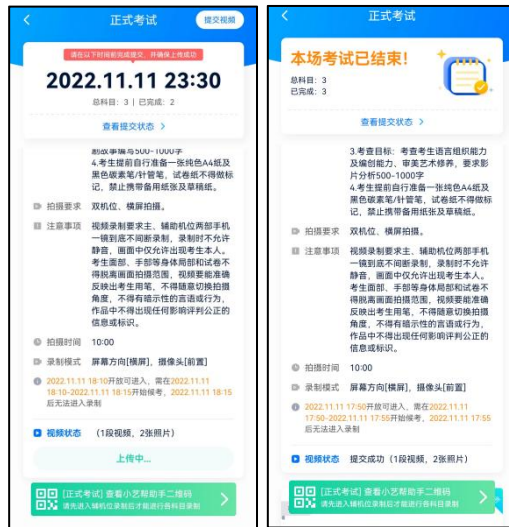 正式考试
提交视频
请在以下时间前完成提交，并确保上传成功
2022.11.11 23:30
总科目：3 | 已完成：2
查看提交状态 >
剧故事编写500-1000字
4.考生提前自行准备一张纯色A4纸及
黑色碳素笔/针管笔，试卷纸不得做标
记，禁止携带备用纸张及草稿纸。
拍摄要求 双机位、横屏拍摄。
注意事项 视频录制要求主、辅助机位两部手机
一镜到底不间断录制，录制时不允许
静音，画面中仅允许出现考生本人。
考生面部、手部等身体局部和试卷不
得脱离画面拍摄范围，视频要能准确
反映出考生用笔，不得随意切换拍摄
角度，不得有暗示性的言语或行为，
作品中不得出现任何影响评判公正的
信息或标识。
拍摄时间 10:00
录制模式 屏幕方向[横屏]，摄像头[前置]
2022.11.11 18:10开放可进入，需在2022.11.11
18:10-2022.11.11 18:15开始候考，2022.11.11 18:15
后无法进入录制
视频状态 （1段视频，2张照片）
上传中...
[正式考试] 查看小艺帮助手二维码
请先进入辅机位录制后才能进行各科目录制
正式考试
本场考试已结束！
总科目：3
已完成：3
查看提交状态 >
3.考查目标：考查考生语言组织能力
及编创能力、审美艺术修养，要求影
片分析500-1000字
4.考生提前自行准备一张纯色A4纸及
黑色碳素笔/针管笔，试卷纸不得做标
记，禁止携带备用纸张及草稿纸。
拍摄要求 双机位、横屏拍摄。
注意事项 视频录制要求主、辅助机位两部手机
一镜到底不间断录制，录制时不允许
静音，画面中仅允许出现考生本人。
考生面部、手部等身体局部和试卷不
得脱离画面拍摄范围，视频要能准确
反映出考生用笔，不得随意切换拍摄
角度，不得有暗示性的言语或行为，
作品中不得出现任何影响评判公正的
信息或标识。
拍摄时间 10:00
录制模式 屏幕方向[横屏]，摄像头[前置]
2022.11.11 17:50开放可进入，需在2022.11.11
17:50-2022.11.11 17:55开始候考，2022.11.11 17:55
后无法进入录制
视频状态 提交成功（1段视频，2张照片）
[正式考试] 查看小艺帮助手二维码
请先进入辅机位录制后才能进行各科目录制